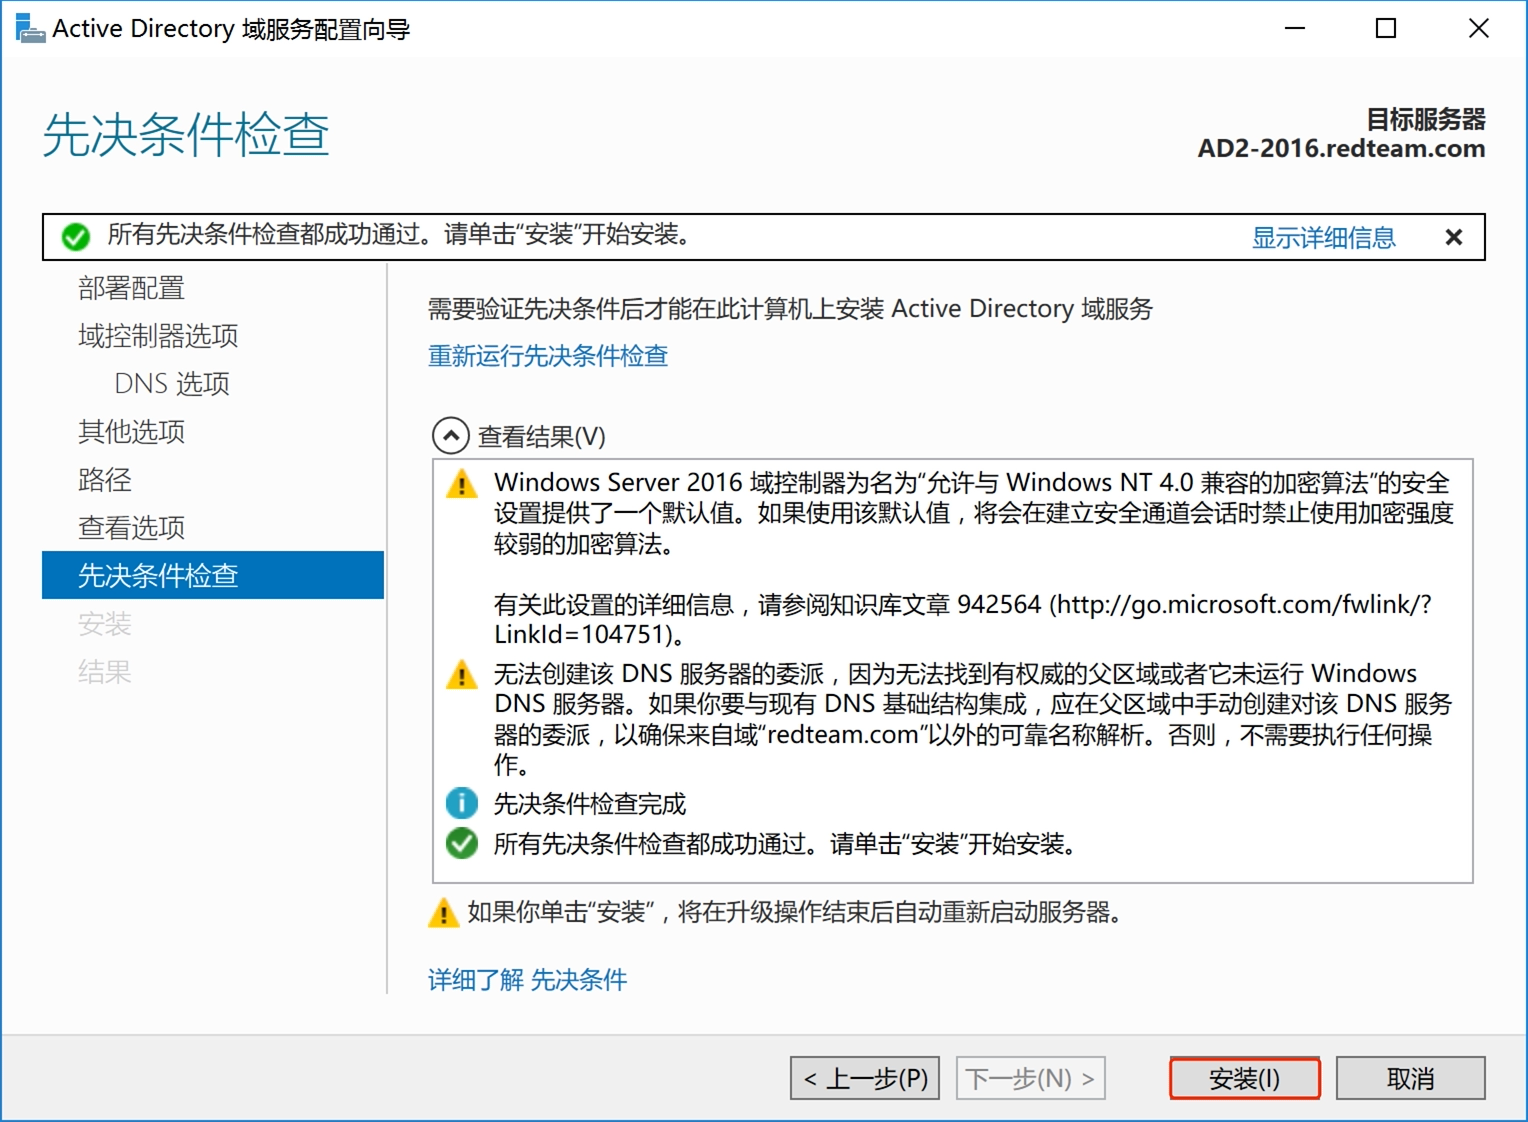 Active Directory 域服务配置向导
先决条件检查
目标服务器
AD2-2016.redteam.com
所有先决条件检查都成功通过。请单击“安装”开始安装。
显示详细信息
部署配置
域控制器选项
DNS 选项
其他选项
路径
查看选项
先决条件检查
安装
结果
需要验证先决条件后才能在此计算机上安装 Active Directory 域服务
重新运行先决条件检查
查看结果(V)
Windows Server 2016 域控制器为名为“允许与 Windows NT 4.0 兼容的加密算法”的安全
设置提供了一个默认值。如果使用该默认值，将会在建立安全通道会话时禁止使用加密强度
较弱的加密算法。
有关此设置的详细信息，请参阅知识库文章 942564 (http://go.microsoft.com/fwlink/?
LinkId=104751)。
无法创建该 DNS 服务器的委派，因为无法找到有权威的父区域或者它未运行 Windows
DNS 服务器。如果你要与现有 DNS 基础结构集成，应在父区域中手动创建对该 DNS 服务
器的委派，以确保来自域“redteam.com”以外的可靠名称解析。否则，不需要执行任何操
作。
先决条件检查完成
所有先决条件检查都成功通过。请单击“安装”开始安装。
如果你单击“安装”，将在升级操作结束后自动重新启动服务器。
详细了解 先决条件
< 上一步(P)
下一步(N) >
安装(I)
取消